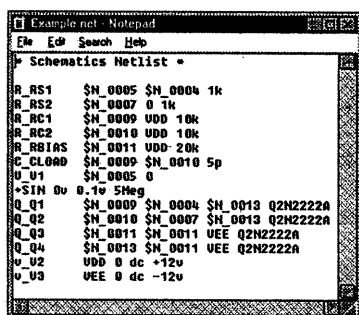 Example.net - Notepad
File Edit Search Help
* Schematics Netlist *
R_RS1 $N_0005 $N_0004 1k
R_RS2 $N_0007 0 1k
R_RC1 $N_0009 VDD 10k
R_RC2 $N_0010 VDD 10k
R_RBIAS $N_0011 VDD 20k
C_CLOAD $N_0009 $N_0010 5p
V_V1 $N_0005 0
+SIN 0v 0.1v 5Meg
Q_Q1 $N_0009 $N_0004 $N_0013 Q2N2222A
Q_Q2 $N_0010 $N_0007 $N_0013 Q2N2222A
Q_Q3 $N_0011 $N_0011 VEE Q2N2222A
Q_Q4 $N_0013 $N_0011 VEE Q2N2222A
v_V2 VDD 0 dc +12v
v_V3 VEE 0 dc -12v